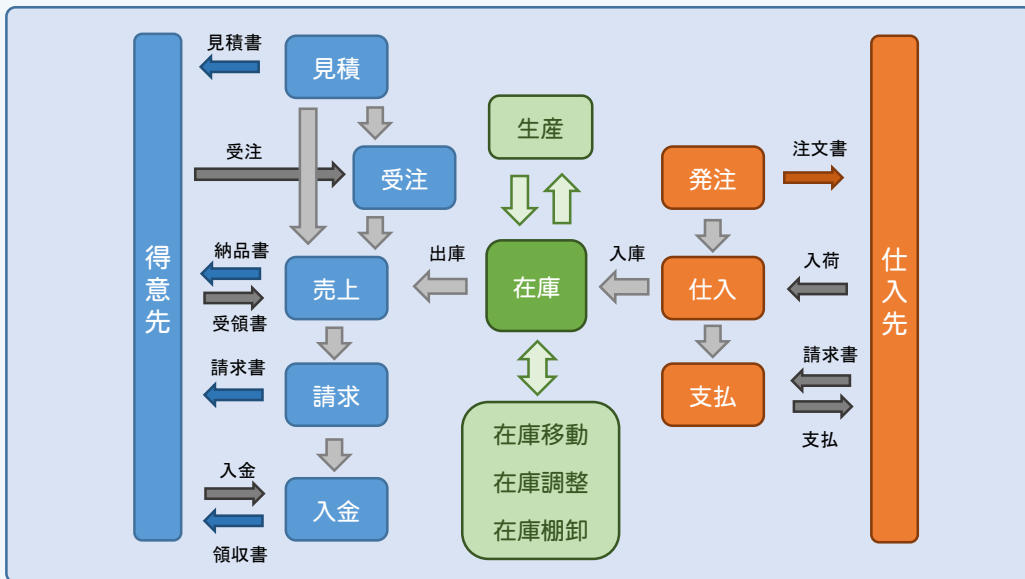 得意先
見積書
見積
受注
受注
納品書
売上
受領書
請求書
請求
入金
入金
領収書
生産
出庫
在庫
入庫
在庫移動
在庫調整
在庫棚卸
発注
注文書
仕入
入荷
支払
請求書
支払
仕入先